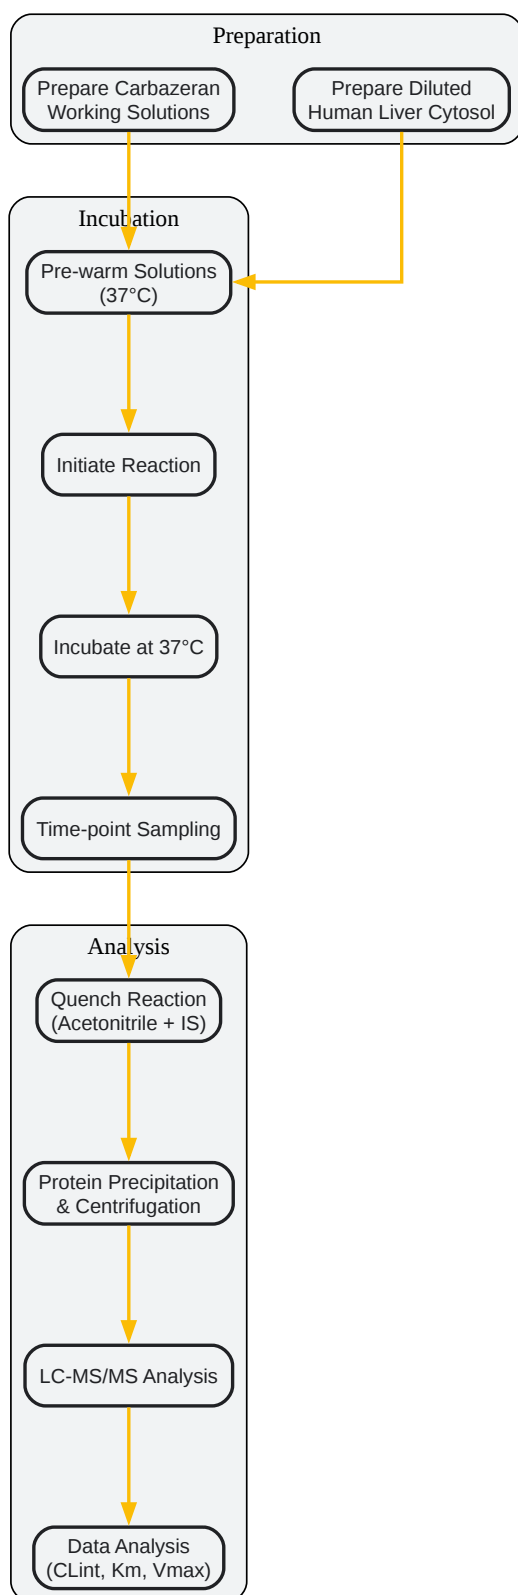 Preparation
Prepare Carbazeran
Working Solutions
Prepare Diluted
Human Liver Cytosol
Incubation
Pre-warm Solutions
(37°C)
Initiate Reaction
Incubate at 37°C
Time-point Sampling
Analysis
Quench Reaction
(Acetonitrile + IS)
Protein Precipitation
& Centrifugation
LC-MS/MS Analysis
Data Analysis
(CLint, Km, Vmax)